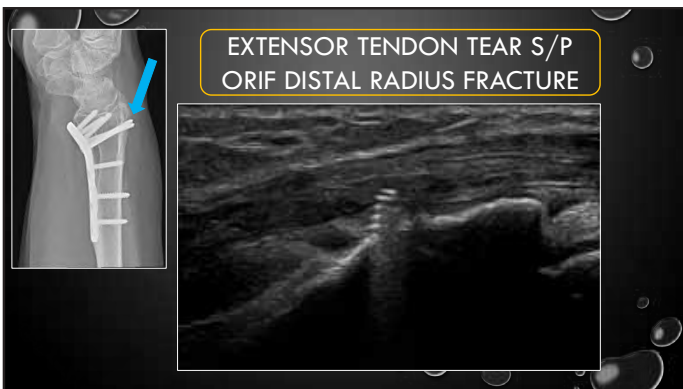 EXTENSOR TENDON TEAR S/P
ORIF DISTAL RADIUS FRACTURE